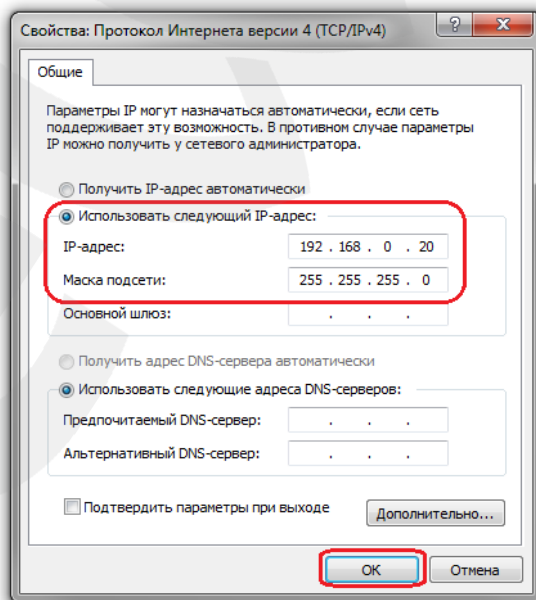 Свойства: Протокол Интернета версии 4 (TCP/IPv4)
Общие
Параметры IP могут назначаться автоматически, если сеть
поддерживает эту возможность. В противном случае параметры
IP можно получить у сетевого администратора.
Получить IP-адрес автоматически
Использовать следующий IP-адрес:
IP-адрес: 192 . 168 . 0 . 20
Маска подсети: 255 . 255 . 255 . 0
Основной шлюз: . . .
Получить адрес DNS-сервера автоматически
Использовать следующие адреса DNS-серверов:
Предпочитаемый DNS-сервер: . . .
Альтернативный DNS-сервер: . . .
Подтвердить параметры при выходе
Дополнительно...
ОК Отмена